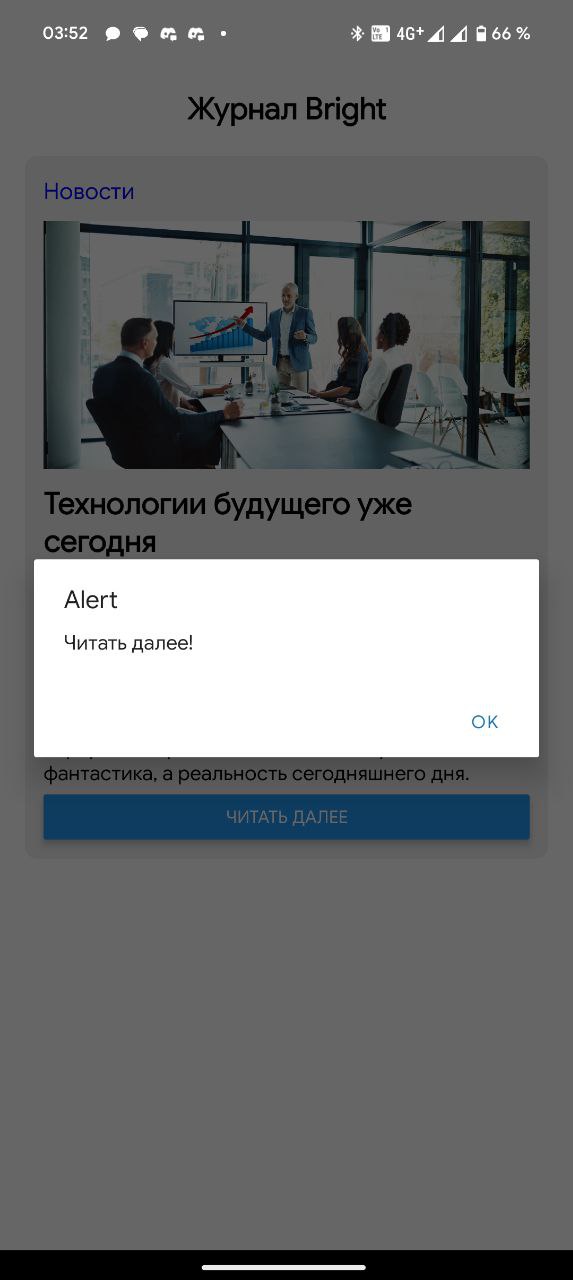 03:52 4G+ 66 %
Журнал Bright
Новости
Технологии будущего уже
сегодня
Alert
Читать далее!
OK
фантастика, а реальность сегодняшнего дня.
ЧИТАТЬ ДАЛЕЕ